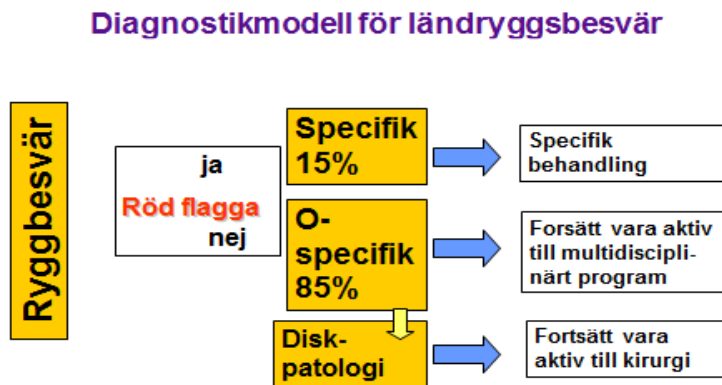 Diagnostikmodell för ländryggsbesvär
Ryggbesvär
ja
Röd flagga
nej
Specifik
15%
Specifik
behandling
O-
specifik
85%
Forsätt vara aktiv
till multidiscipli-
närt program
Disk-
patologi
Fortsätt vara
aktiv till kirurgi